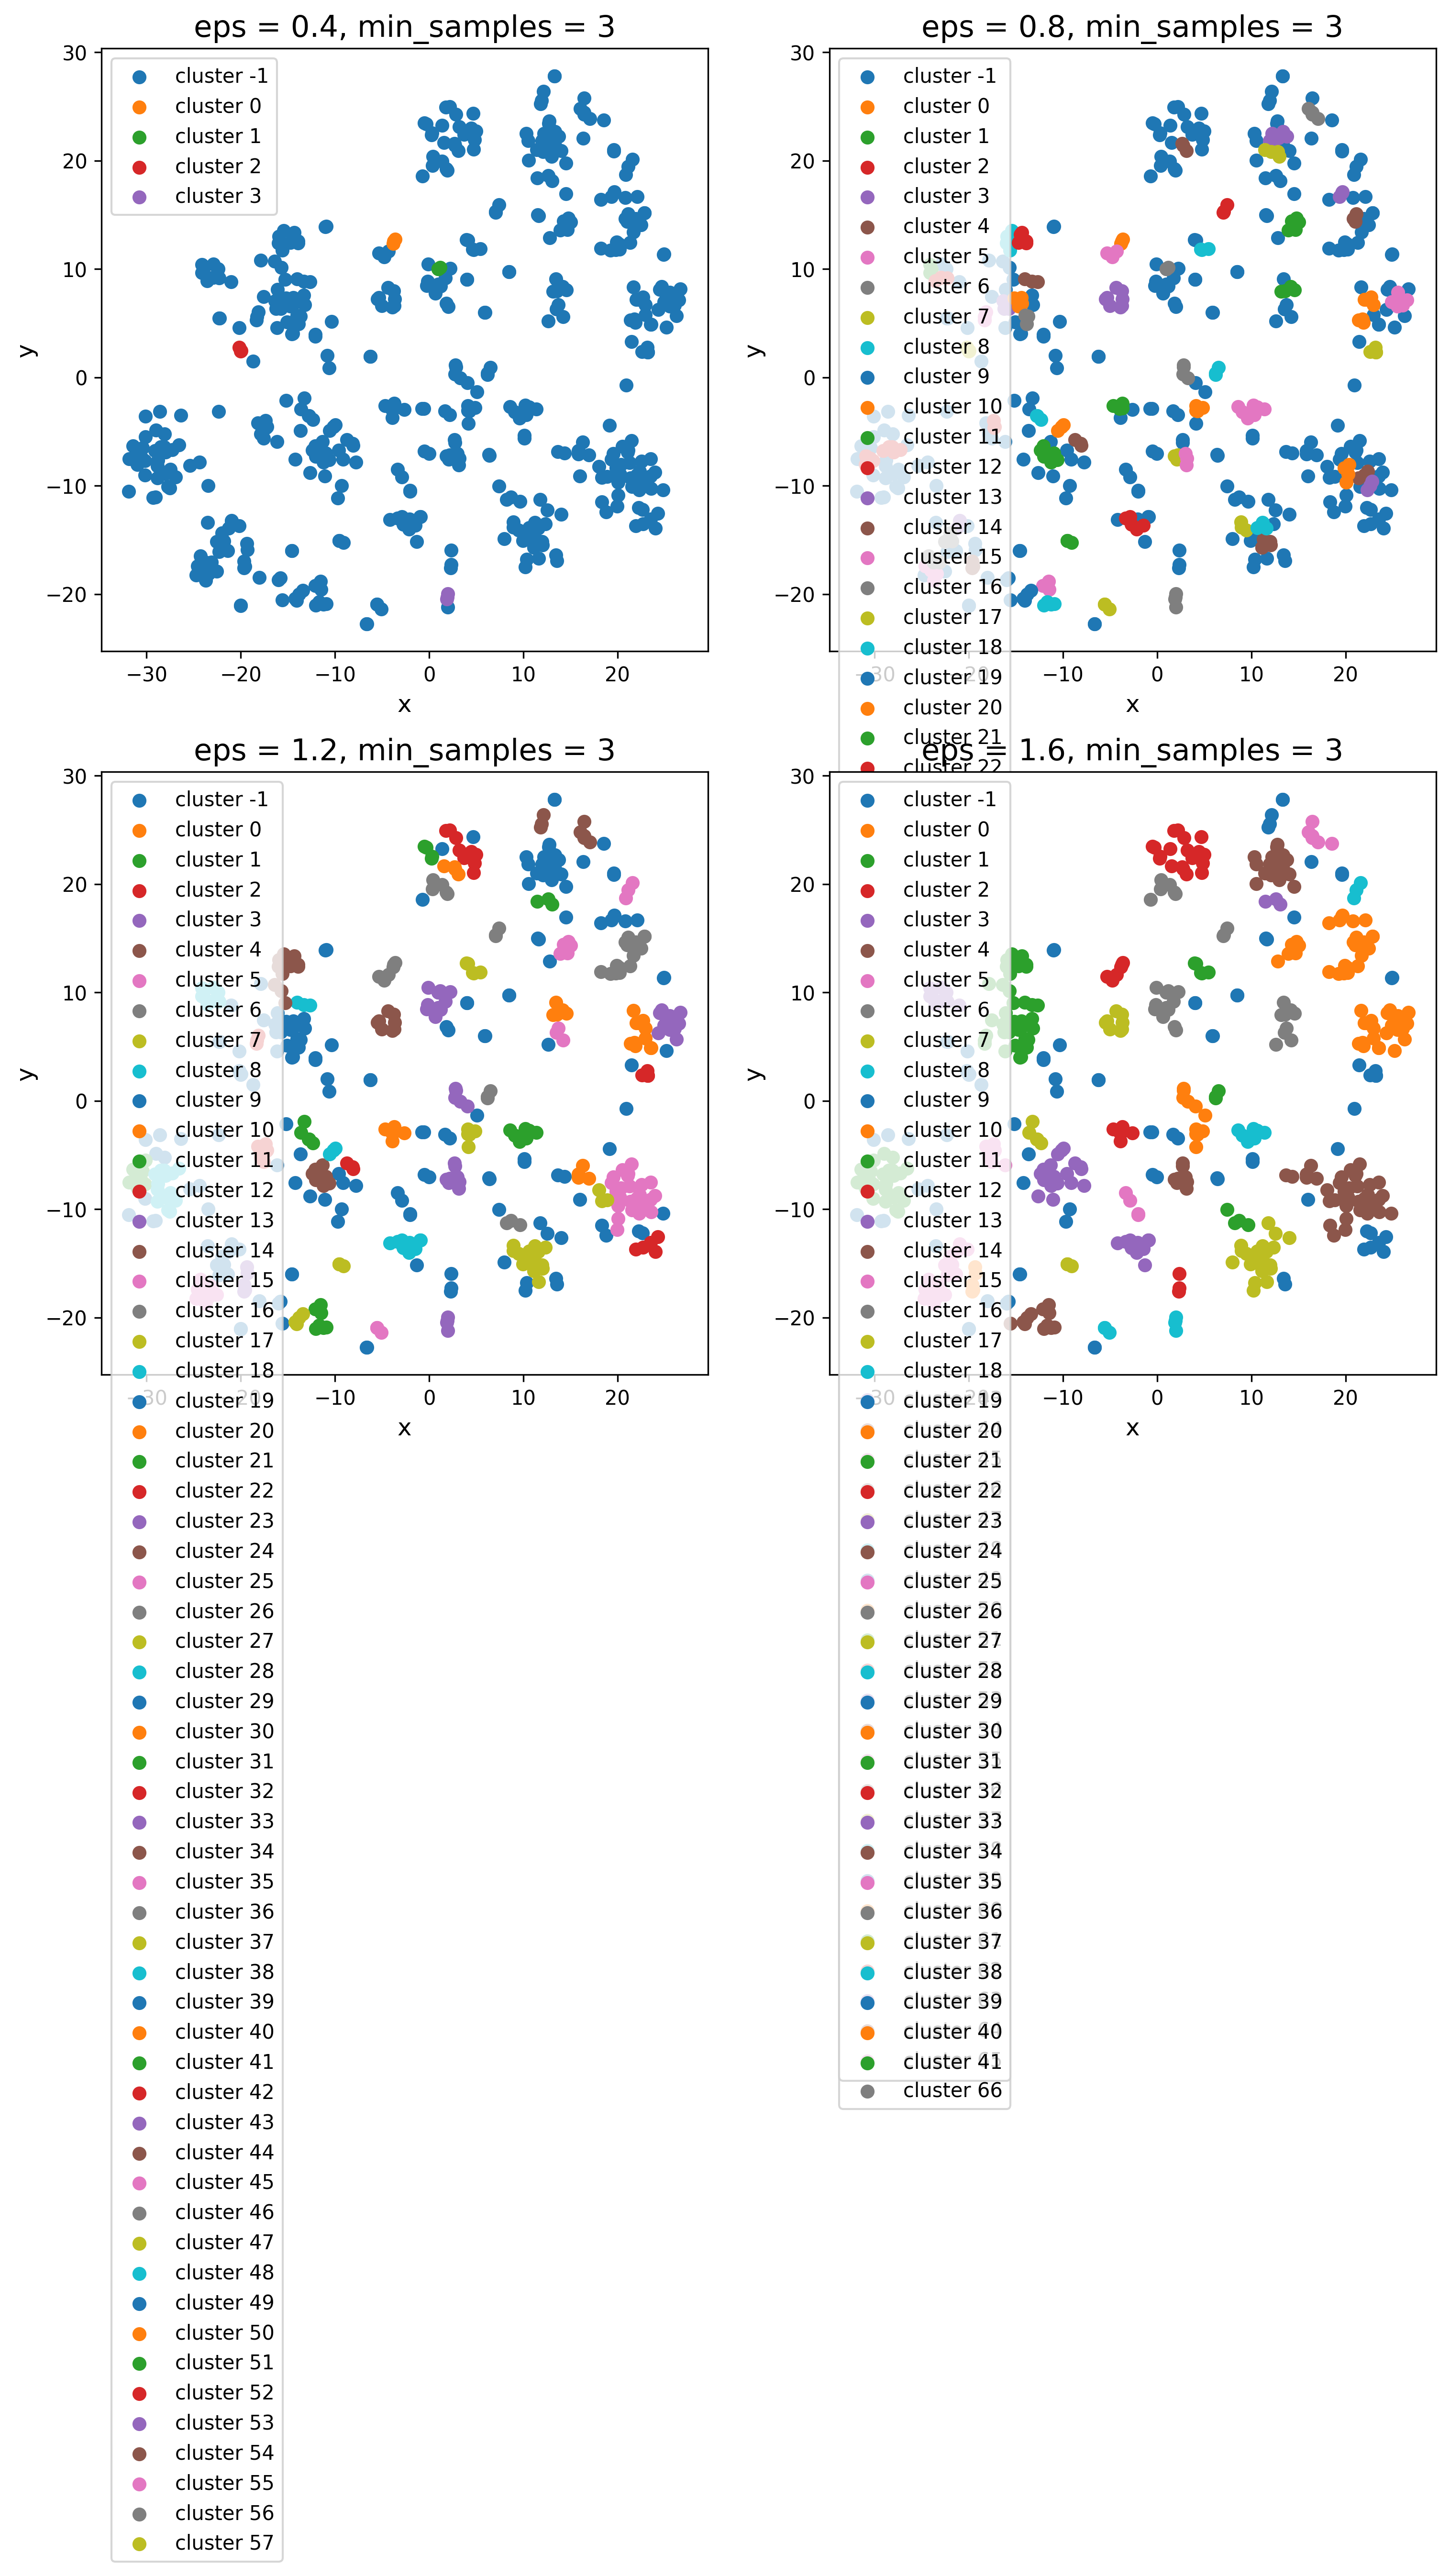 eps = 0.4, min_samples = 3
30
20
10
0
−10
−20
y
cluster -1
cluster 0
cluster 1
cluster 2
cluster 3
−30
−20
−10
0
10
20
x
eps = 0.8, min_samples = 3
30
20
10
0
−10
−20
y
cluster -1
cluster 0
cluster 1
cluster 2
cluster 3
cluster 4
cluster 5
cluster 6
cluster 7
cluster 8
cluster 9
cluster 10
cluster 11
cluster 12
cluster 13
cluster 14
cluster 15
cluster 16
cluster 17
cluster 18
cluster 19
cluster 20
cluster 21
cluster 22
cluster 66
−10
0
10
20
x
eps = 1.2, min_samples = 3
30
20
10
0
−10
−20
y
cluster -1
cluster 0
cluster 1
cluster 2
cluster 3
cluster 4
cluster 5
cluster 6
cluster 7
cluster 8
cluster 9
cluster 10
cluster 11
cluster 12
cluster 13
cluster 14
cluster 15
cluster 16
cluster 17
cluster 18
cluster 19
cluster 20
cluster 21
cluster 22
cluster 23
cluster 24
cluster 25
cluster 26
cluster 27
cluster 28
cluster 29
cluster 30
cluster 31
cluster 32
cluster 33
cluster 34
cluster 35
cluster 36
cluster 37
cluster 38
cluster 39
cluster 40
cluster 41
cluster 42
cluster 43
cluster 44
cluster 45
cluster 46
cluster 47
cluster 48
cluster 49
cluster 50
cluster 51
cluster 52
cluster 53
cluster 54
cluster 55
cluster 56
cluster 57
−10
0
10
20
x
eps = 1.6, min_samples = 3
30
20
10
0
−10
−20
y
cluster -1
cluster 0
cluster 1
cluster 2
cluster 3
cluster 4
cluster 5
cluster 6
cluster 7
cluster 8
cluster 9
cluster 10
cluster 11
cluster 12
cluster 13
cluster 14
cluster 15
cluster 16
cluster 17
cluster 18
cluster 19
cluster 20
cluster 21
cluster 22
cluster 23
cluster 24
cluster 25
cluster 26
cluster 27
cluster 28
cluster 29
cluster 30
cluster 31
cluster 32
cluster 33
cluster 34
cluster 35
cluster 36
cluster 37
cluster 38
cluster 39
cluster 40
cluster 41
−10
0
10
20
x